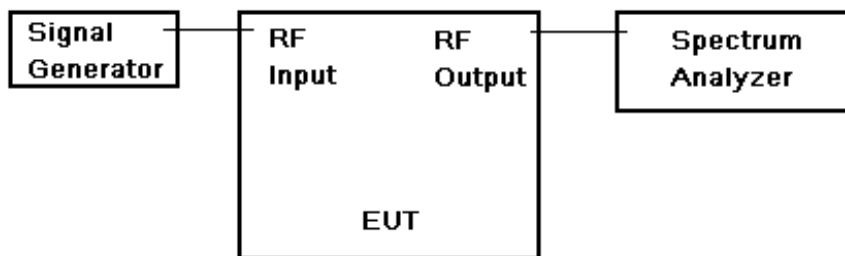 Signal
Generator
RF
Input
RF
Output
EUT
Spectrum
Analyzer